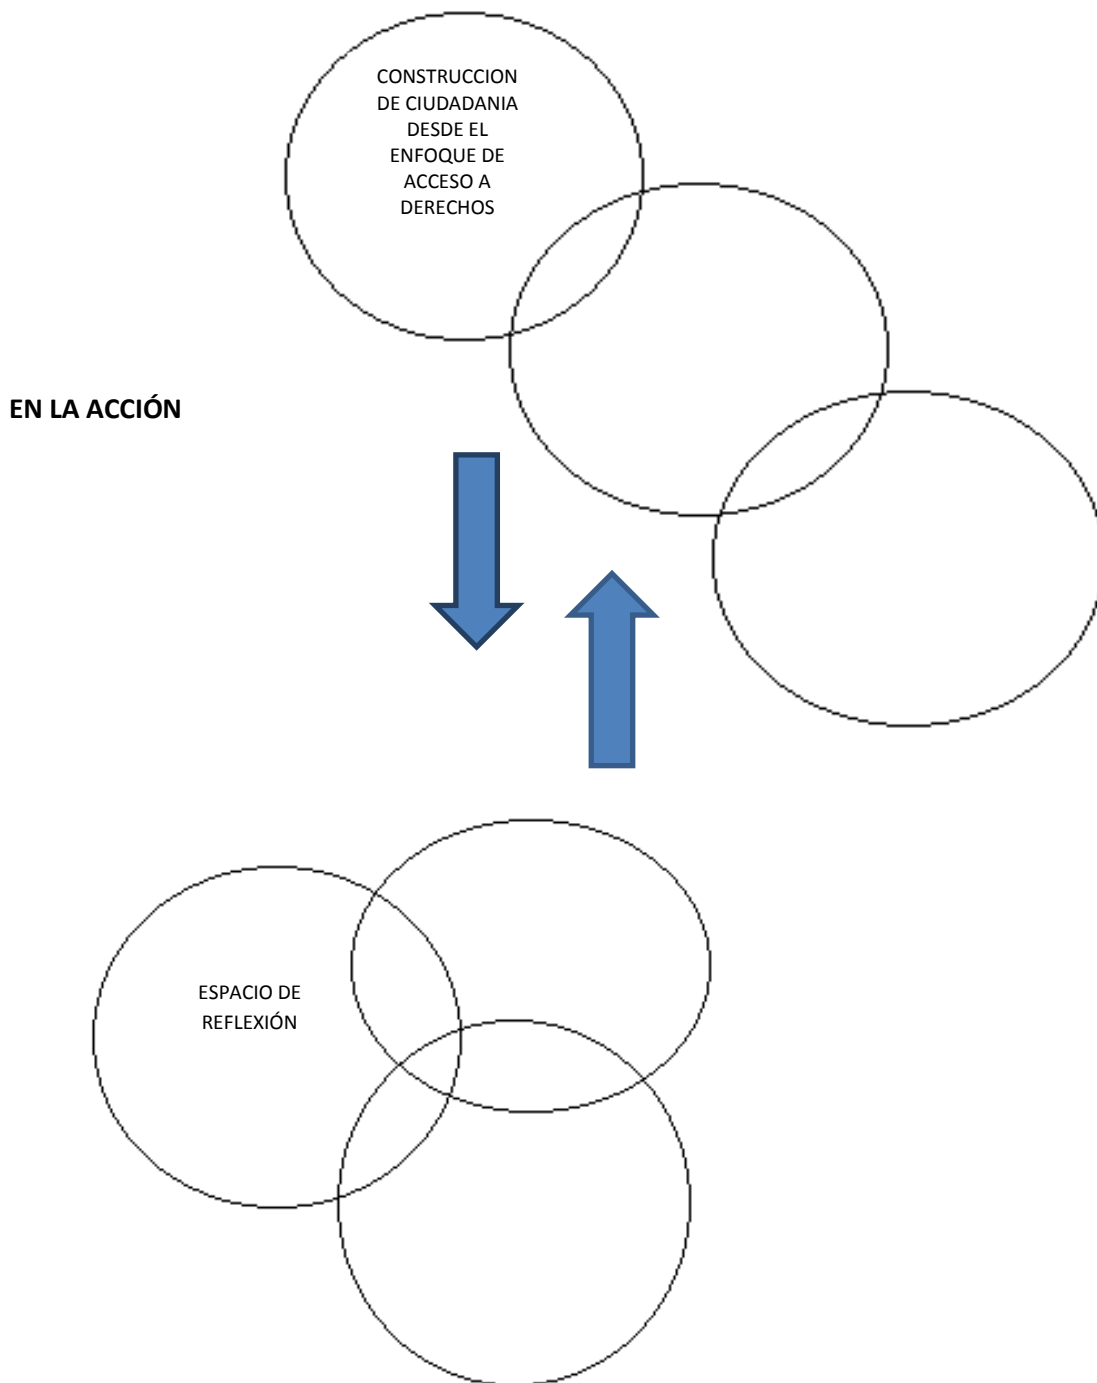 CONSTRUCCION
DE CIUDADANIA
DESDE EL
ENFOQUE DE
ACCESO A
DERECHOS
EN LA ACCIÓN
ESPACIO DE
REFLEXIÓN